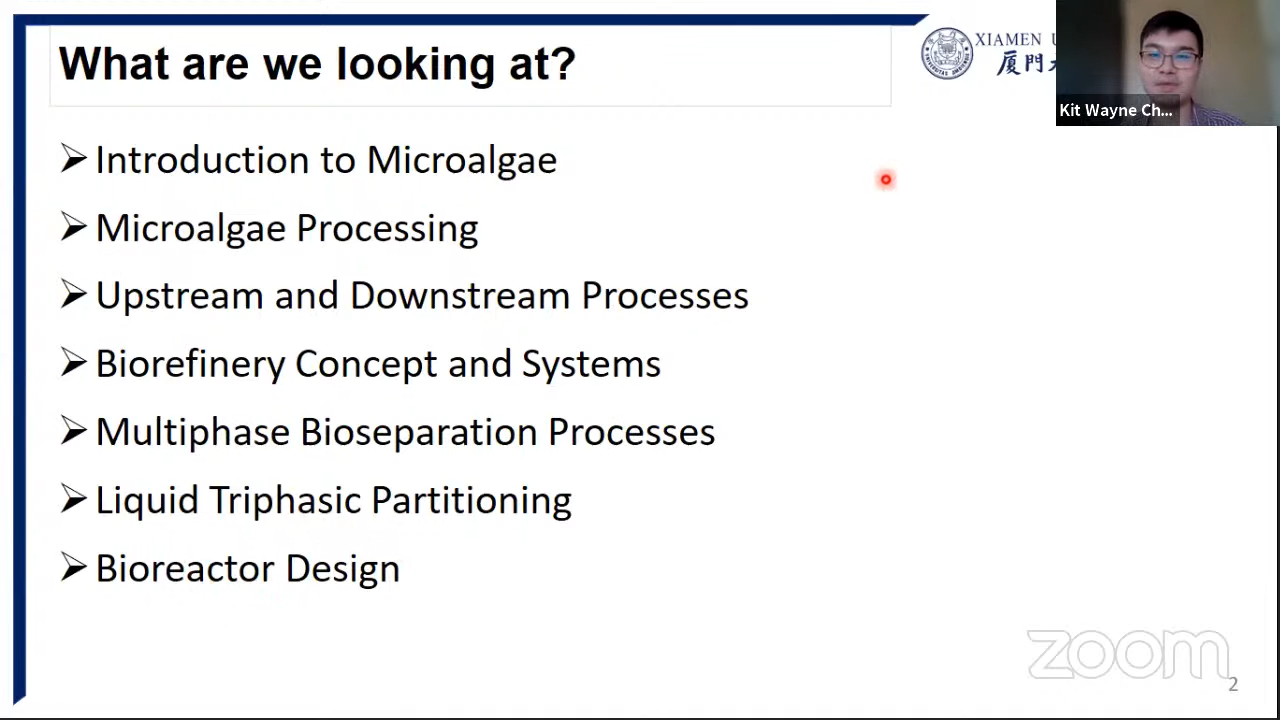 What are we looking at?
XIAMEN U
厦門大
Kit Wayne Ch...
➢ Introduction to Microalgae
➢ Microalgae Processing
➢ Upstream and Downstream Processes
➢ Biorefinery Concept and Systems
➢ Multiphase Bioseparation Processes
➢ Liquid Triphasic Partitioning
➢ Bioreactor Design
zoom
2